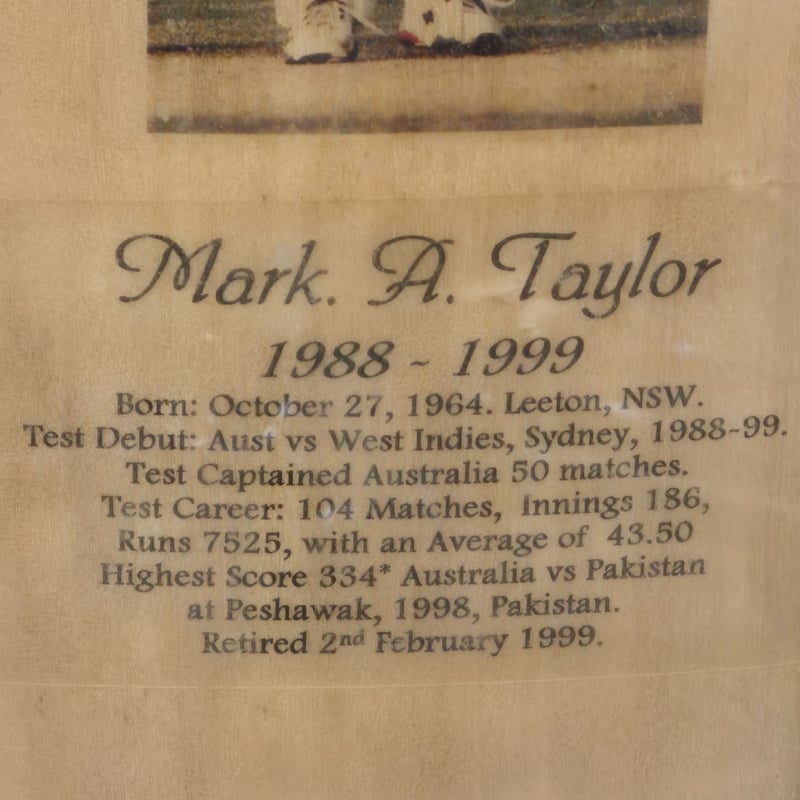 Mark. A. Taylor
1988 ~ 1999
Born: October 27, 1964. Leeton, NSW.
Test Debut: Aust vs West Indies, Sydney, 1988~99.
Test Captained Australia 50 matches.
Test Career: 104 Matches, Innings 186,
Runs 7525, with an Average of 43.50
Highest Score 334* Australia vs Pakistan
at Peshawak, 1998, Pakistan.
Retired 2nd February 1999.